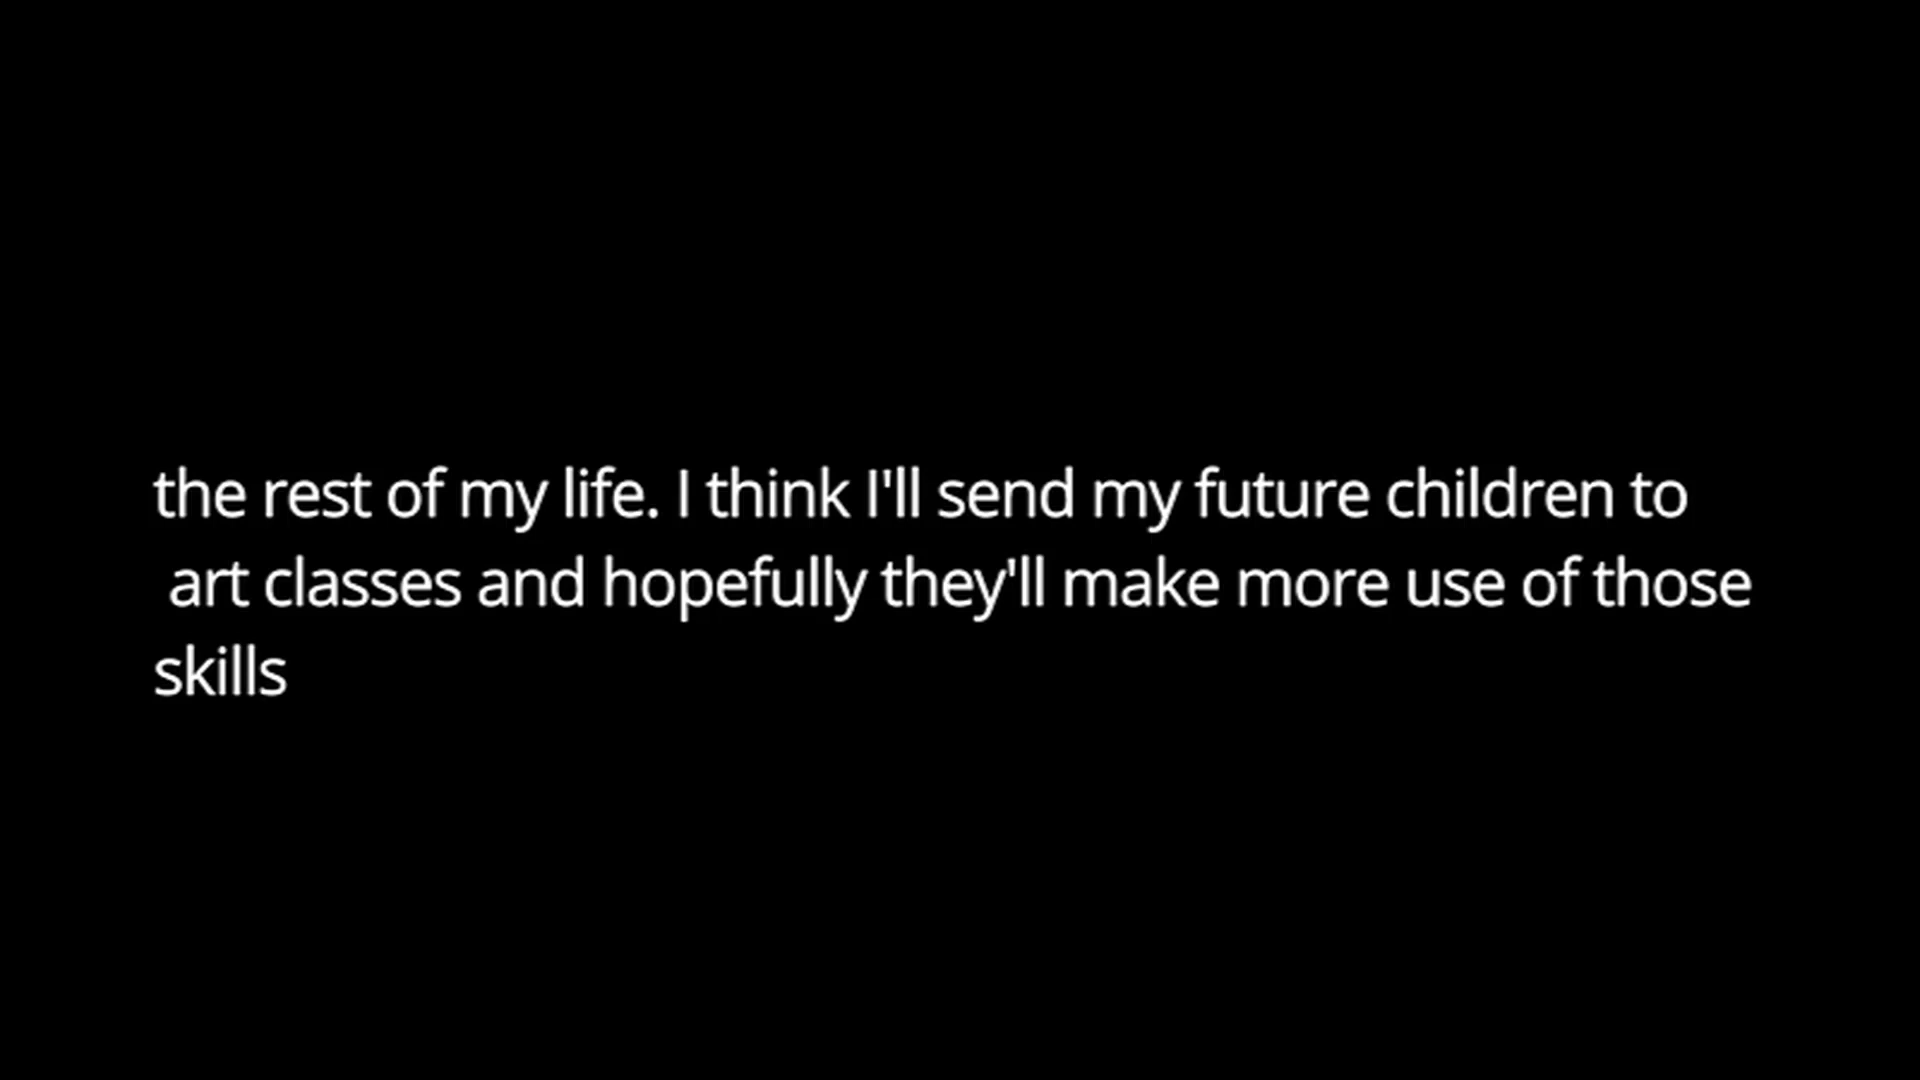 the rest of my life. I think I'll send my future children to
art classes and hopefully they'll make more use of those
skills